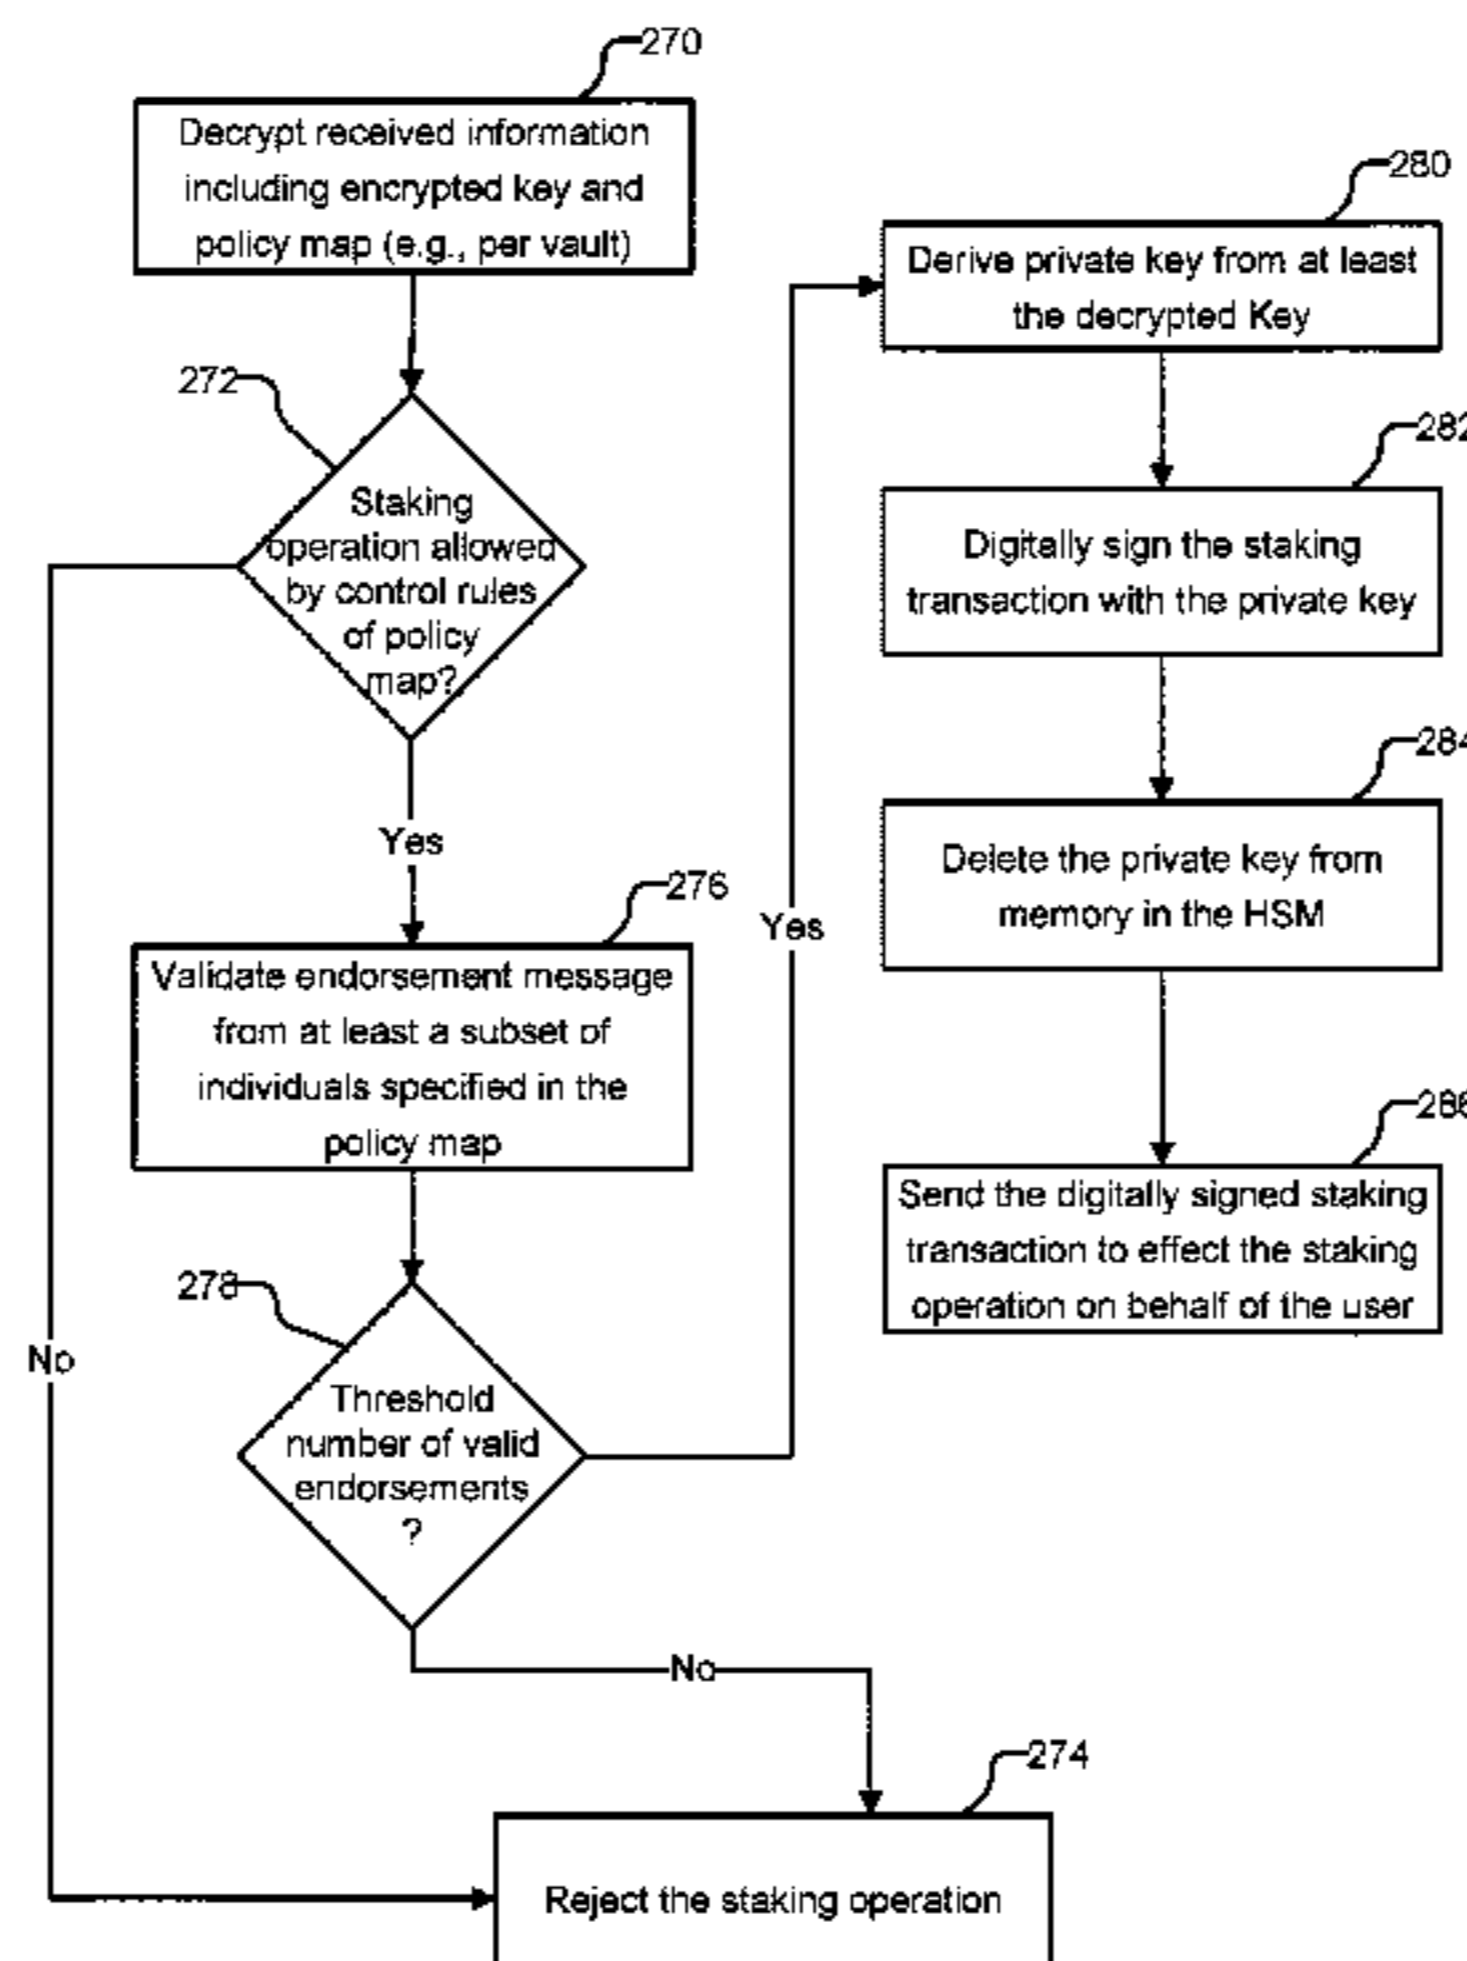 270
Decrypt received information
including encrypted key and
policy map (e.g., per vault)
272
Staking
operation allowed
by control rules
of policy
map?
Yes
276
Validate endorsement message
from at least a subset of
individuals specified in the
policy map
278
Threshold
number of valid
endorsements
?
No
Yes
No
274
Reject the staking operation
280
Derive private key from at least
the decrypted Key
282
Digitally sign the staking
transaction with the private key
284
Delete the private key from
memory in the HSM
286
Send the digitally signed staking
transaction to effect the staking
operation on behalf of the user